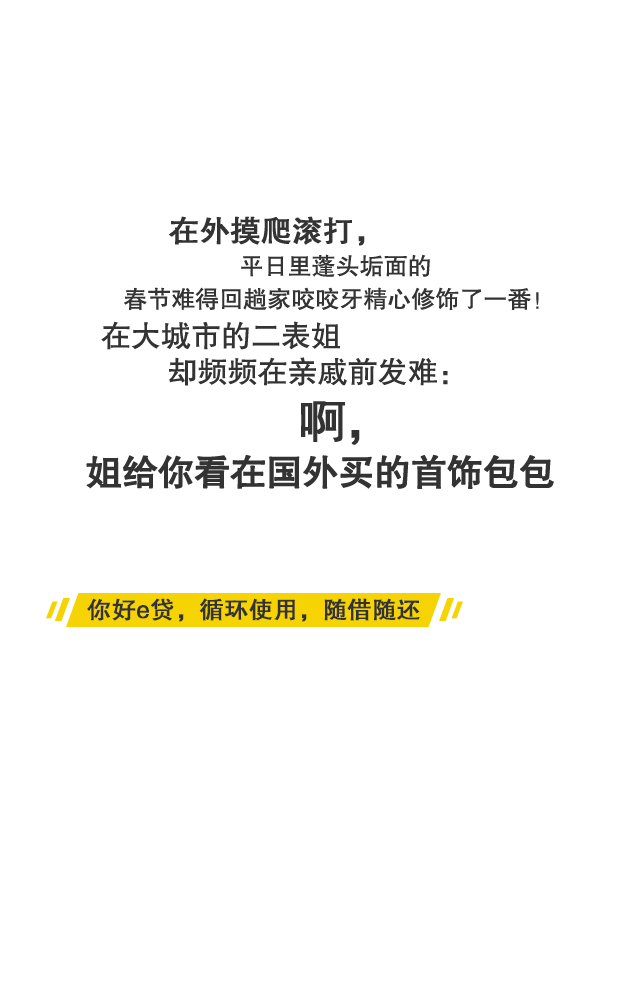 在外摸爬滚打，
平日里蓬头垢面的
春节难得回趟家咬咬牙精心修饰了一番！
在大城市的二表姐
却频频在亲戚前发难：
啊，
姐给你看在国外买的首饰包包
你好e贷，循环使用，随借随还